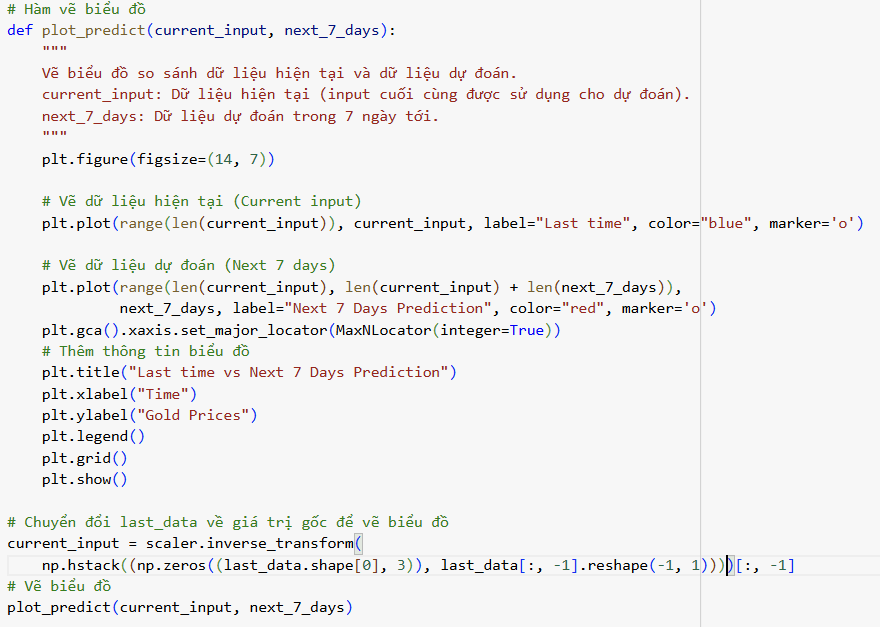 # Hàm vẽ biểu đồ
def plot_predict(current_input, next_7_days):
    """
    Vẽ biểu đồ so sánh dữ liệu hiện tại và dữ liệu dự đoán.
    current_input: Dữ liệu hiện tại (input cuối cùng được sử dụng cho dự đoán).
    next_7_days: Dữ liệu dự đoán trong 7 ngày tới.
    """
    plt.figure(figsize=(14, 7))

    # Vẽ dữ liệu hiện tại (Current input)
    plt.plot(range(len(current_input)), current_input, label="Last time", color="blue", marker='o')

    # Vẽ dữ liệu dự đoán (Next 7 days)
    plt.plot(range(len(current_input), len(current_input) + len(next_7_days)),
             next_7_days, label="Next 7 Days Prediction", color="red", marker='o')
    plt.gca().xaxis.set_major_locator(MaxNLocator(integer=True))
    # Thêm thông tin biểu đồ
    plt.title("Last time vs Next 7 Days Prediction")
    plt.xlabel("Time")
    plt.ylabel("Gold Prices")
    plt.legend()
    plt.grid()
    plt.show()

# Chuyển đổi last_data về giá trị gốc để vẽ biểu đồ
current_input = scaler.inverse_transform(
    np.hstack((np.zeros((last_data.shape[0], 3)), last_data[:, -1].reshape(-1, 1))))[:, -1]
# Vẽ biểu đồ
plot_predict(current_input, next_7_days)